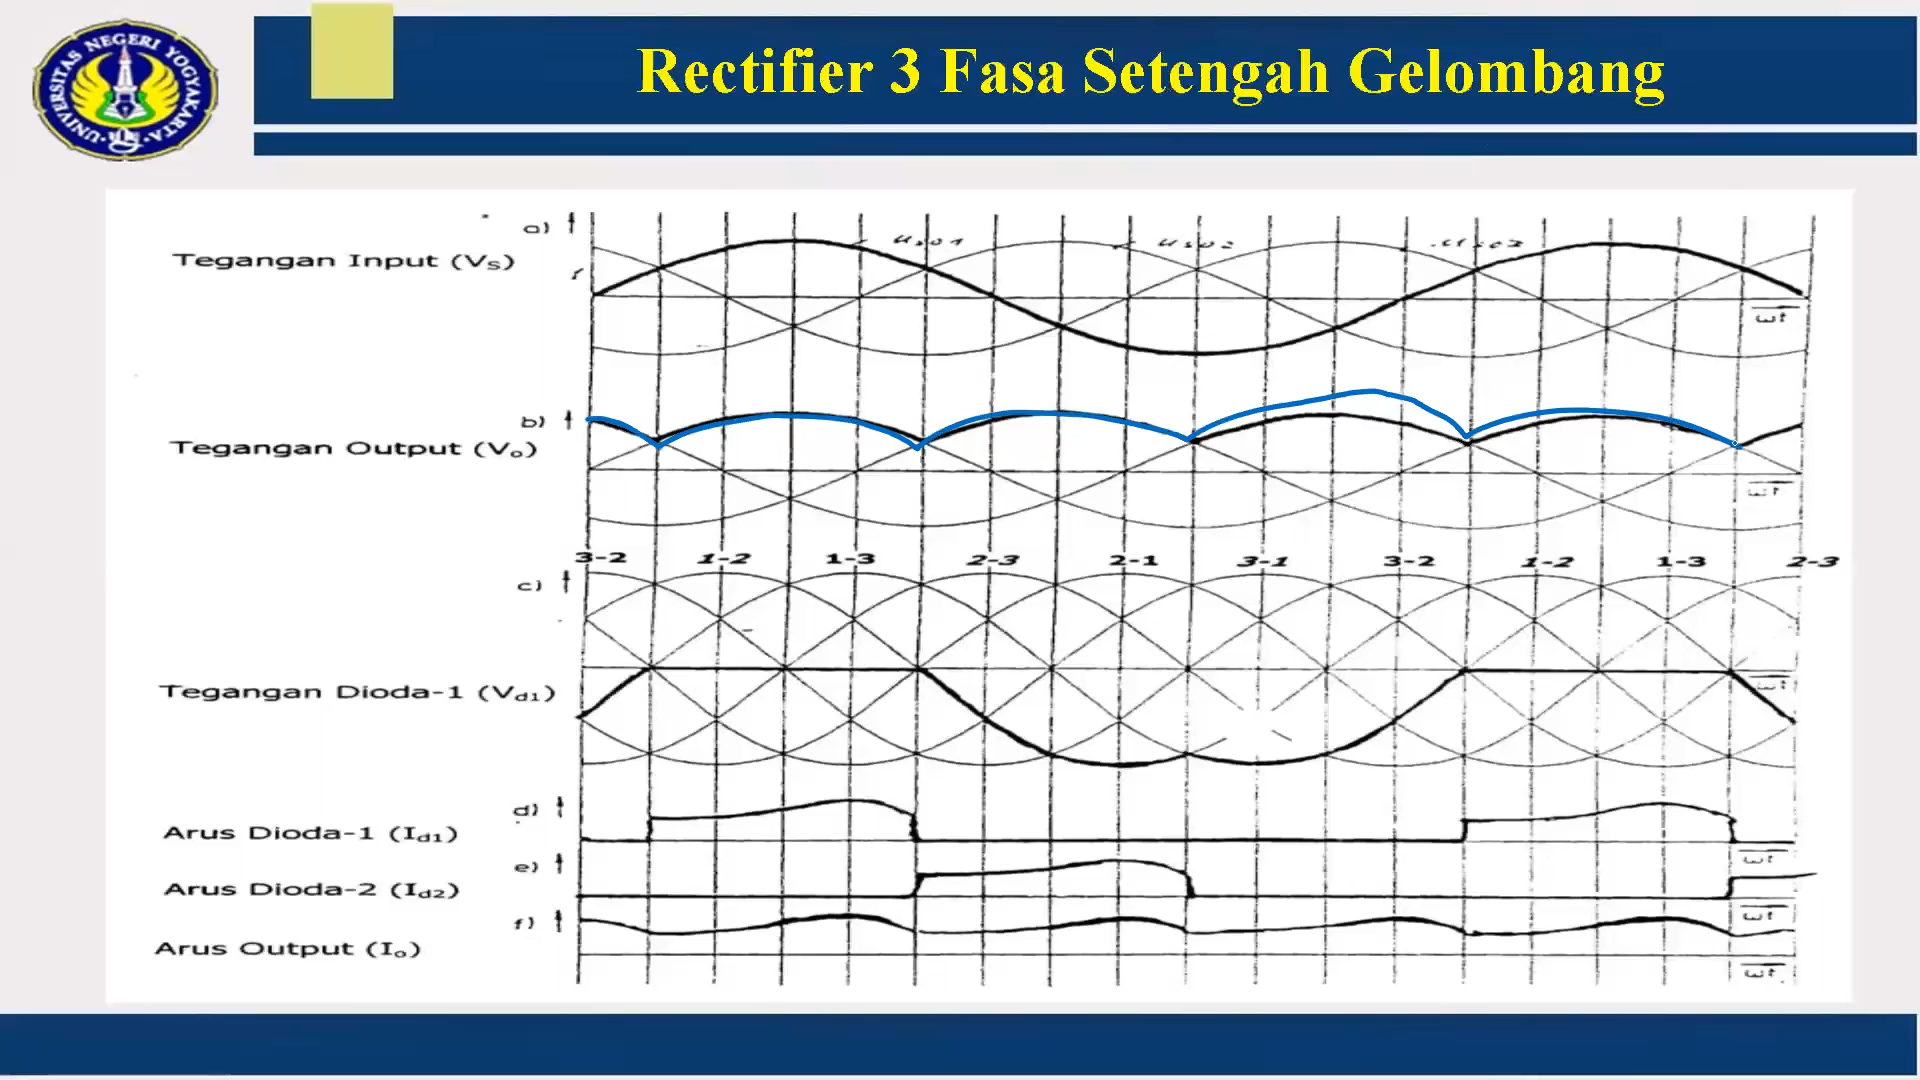 Rectifier 3 Fasa Setengah Gelombang
UNIVERSITAS NEGERI YOGYAKARTA
a)
Tegangan Input (Vs)
ωt
b)
Tegangan Output (Vo)
ωt
3-2 1-2 1-3 2-3 2-1 3-1 3-2 1-2 1-3 2-3
c)
Tegangan Dioda-1 (Vd1)
ωt
d)
Arus Dioda-1 (Id1)
ωt
e)
Arus Dioda-2 (Id2)
ωt
f)
Arus Output (Io)
ωt